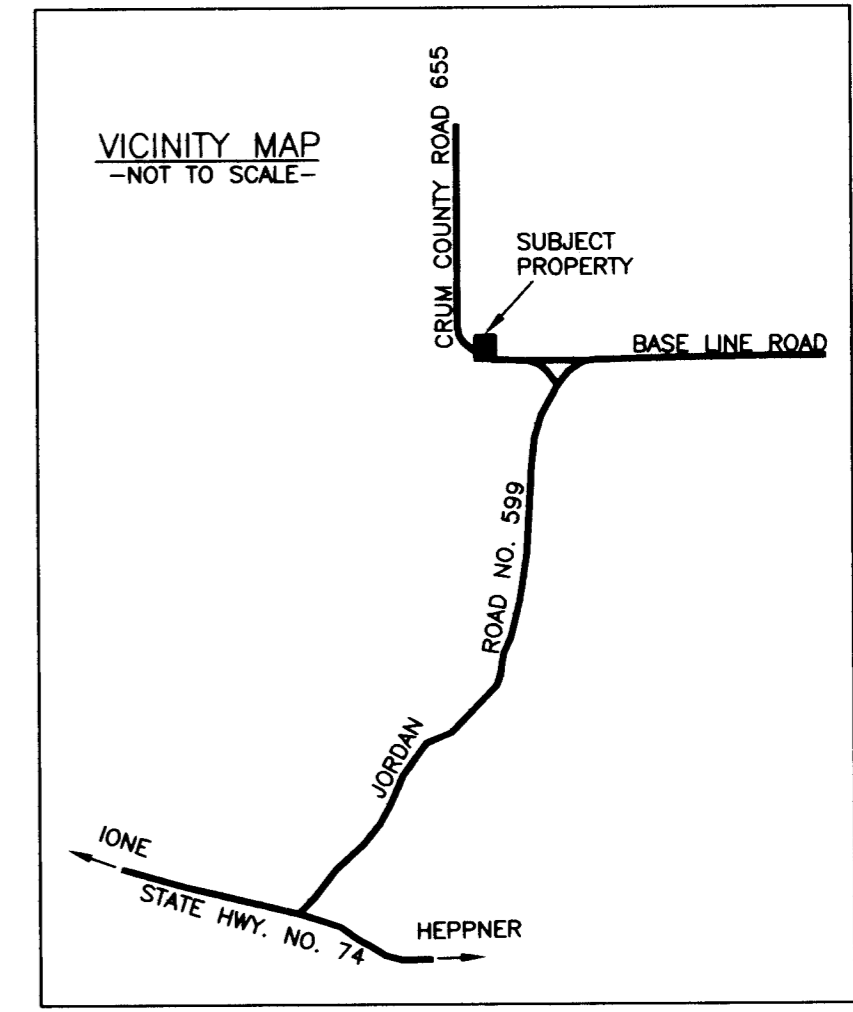 VICINITY MAP
-NOT TO SCALE-
CRUM COUNTY ROAD 655
SUBJECT
PROPERTY
BASE LINE ROAD
ROAD NO. 599
JORDAN
IONE
STATE HWY. NO. 74
HEPPNER